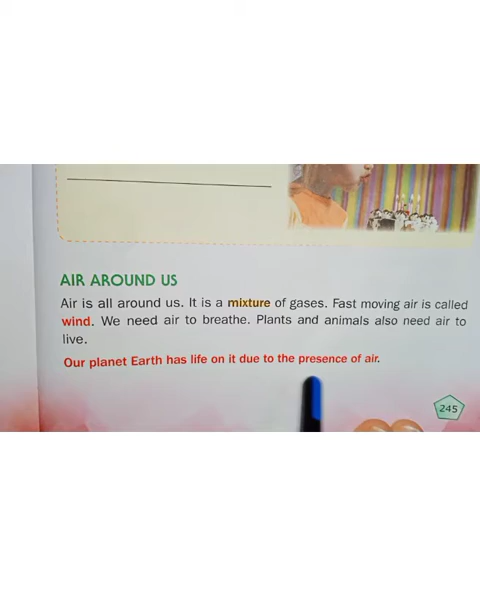 AIR AROUND US
Air is all around us. It is a mixture of gases. Fast moving air is called
wind. We need air to breathe. Plants and animals also need air to
live.
Our planet Earth has life on it due to the presence of air.
245